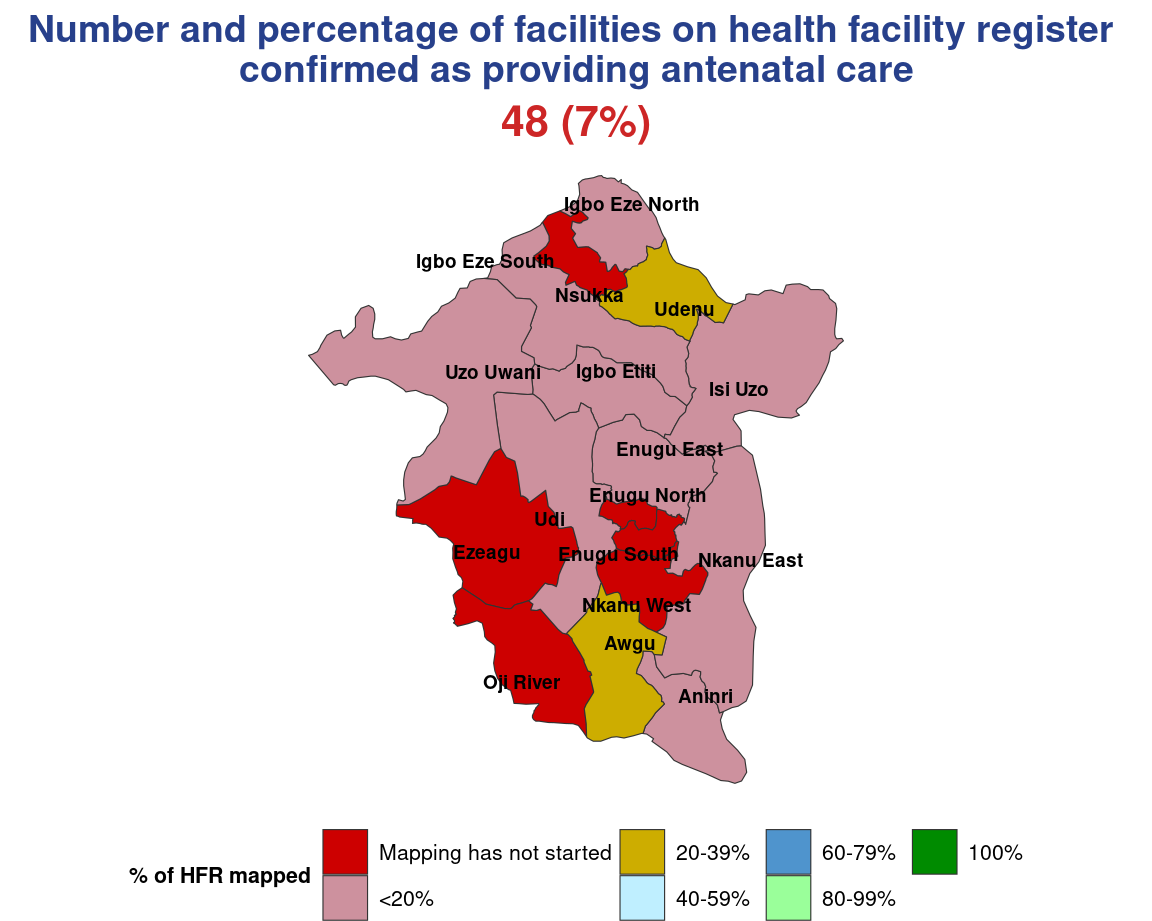 Number and percentage of facilities on health facility register
confirmed as providing antenatal care
48 (7%)
Igbo Eze North
Igbo Eze South
Nsukka
Udenu
Uzo Uwani
Igbo Etiti
Isi Uzo
Enugu East
Enugu North
Udi
Ezeagu
Enugu South
Nkanu East
Nkanu West
Awgu
Oji River
Aninri
% of HFR mapped
Mapping has not started
<20%
20-39%
40-59%
60-79%
80-99%
100%